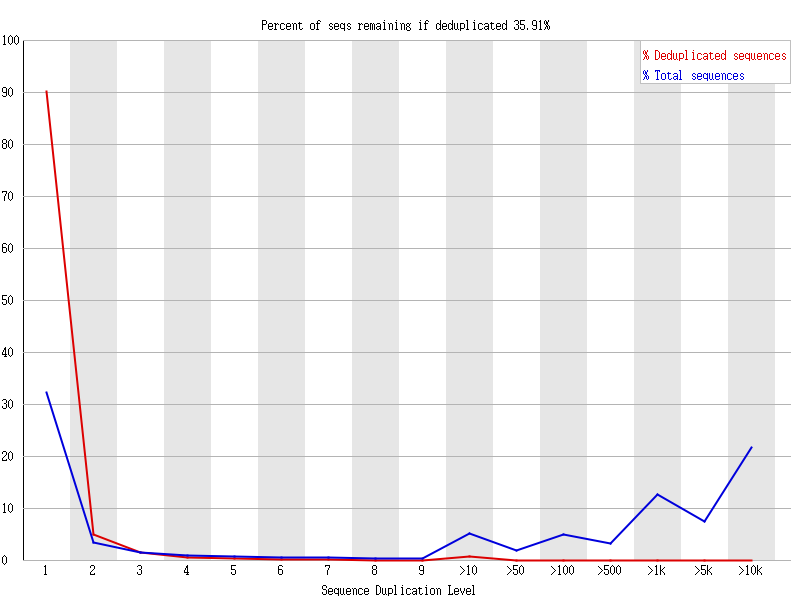 Percent of seqs remaining if deduplicated 35.91%
% Deduplicated sequences
% Total sequences
100
90
80
70
60
50
40
30
20
10
0
1 2 3 4 5 6 7 8 9 >10 >50 >100 >500 >1k >5k >10k
Sequence Duplication Level